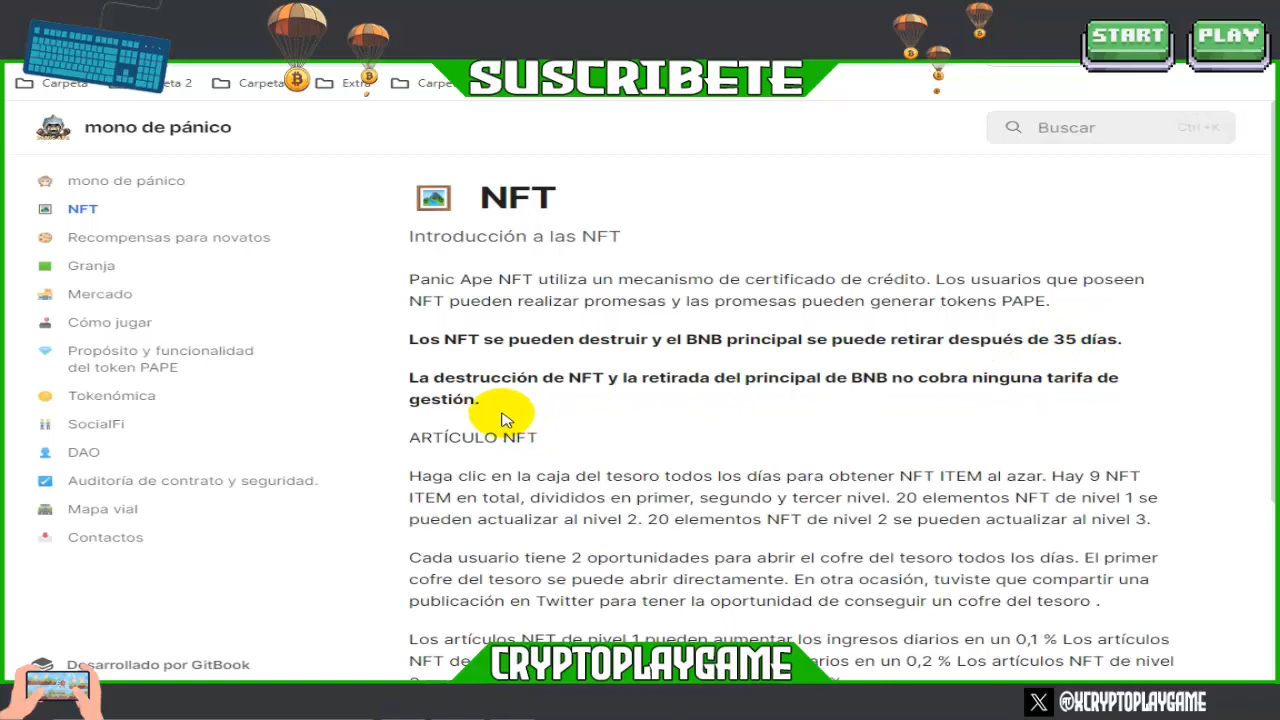 START
PLAY
SUSCRIBETE
Carpeta
ta 2
Carpeta
Extra
Carpe
mono de pánico
Buscar
Ctrl +K
mono de pánico
NFT
Recompensas para novatos
Granja
Mercado
Cómo jugar
Propósito y funcionalidad
del token PAPE
Tokenómica
SocialFi
DAO
Auditoría de contrato y seguridad.
Mapa vial
Contactos
Desarrollado por GitBook
NFT
Introducción a las NFT
Panic Ape NFT utiliza un mecanismo de certificado de crédito. Los usuarios que poseen
NFT pueden realizar promesas y las promesas pueden generar tokens PAPE.
Los NFT se pueden destruir y el BNB principal se puede retirar después de 35 días.
La destrucción de NFT y la retirada del principal de BNB no cobra ninguna tarifa de
gestión.
ARTÍCULO NFT
Haga clic en la caja del tesoro todos los días para obtener NFT ITEM al azar. Hay 9 NFT
ITEM en total, divididos en primer, segundo y tercer nivel. 20 elementos NFT de nivel 1 se
pueden actualizar al nivel 2. 20 elementos NFT de nivel 2 se pueden actualizar al nivel 3.
Cada usuario tiene 2 oportunidades para abrir el cofre del tesoro todos los días. El primer
cofre del tesoro se puede abrir directamente. En otra ocasión, tuviste que compartir una
publicación en Twitter para tener la oportunidad de conseguir un cofre del tesoro .
Los artículos NFT de nivel 1 pueden aumentar los ingresos diarios en un 0,1 % Los artículos
NFT de
arios en un 0,2 % Los artículos NFT de nivel
CRYPTOPLAYGAME
@XCRYPTOPLAYGAME